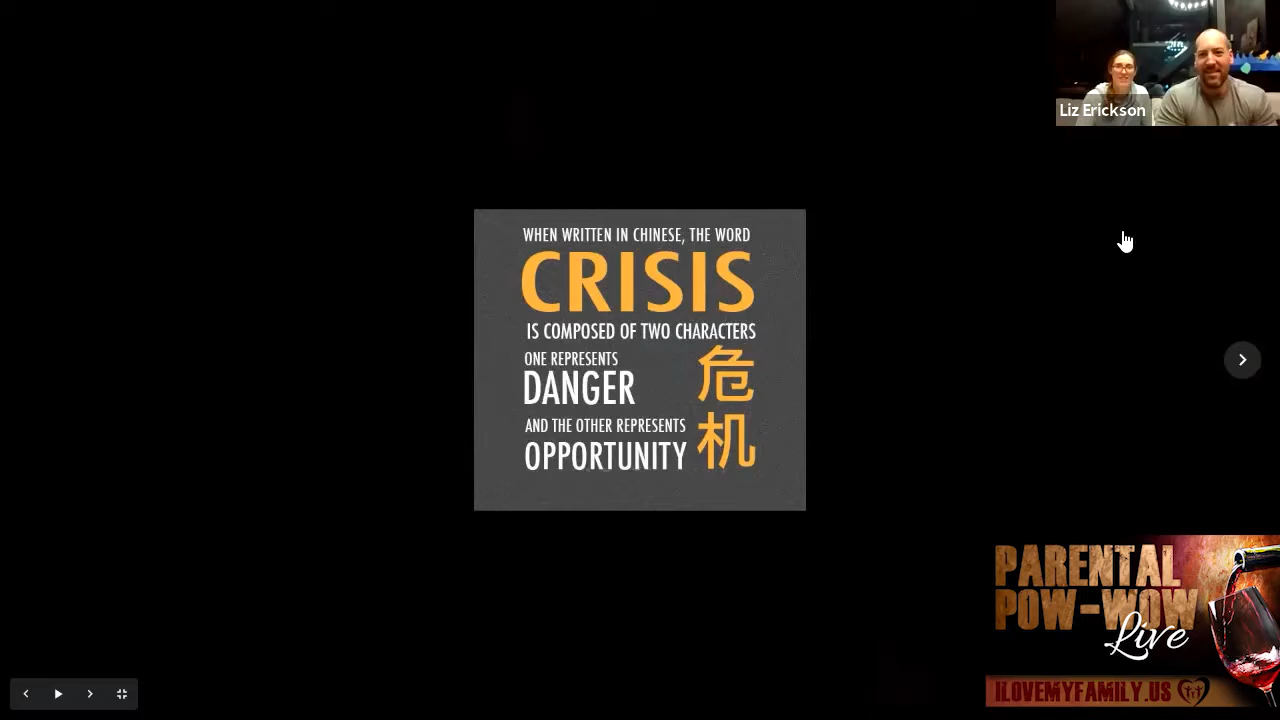 Liz Erickson
WHEN WRITTEN IN CHINESE, THE WORD
CRISIS
IS COMPOSED OF TWO CHARACTERS
ONE REPRESENTS
DANGER
危
AND THE OTHER REPRESENTS
OPPORTUNITY
机
PARENTAL
POW-WOW
Live
ILOVEMYFAMILY.US